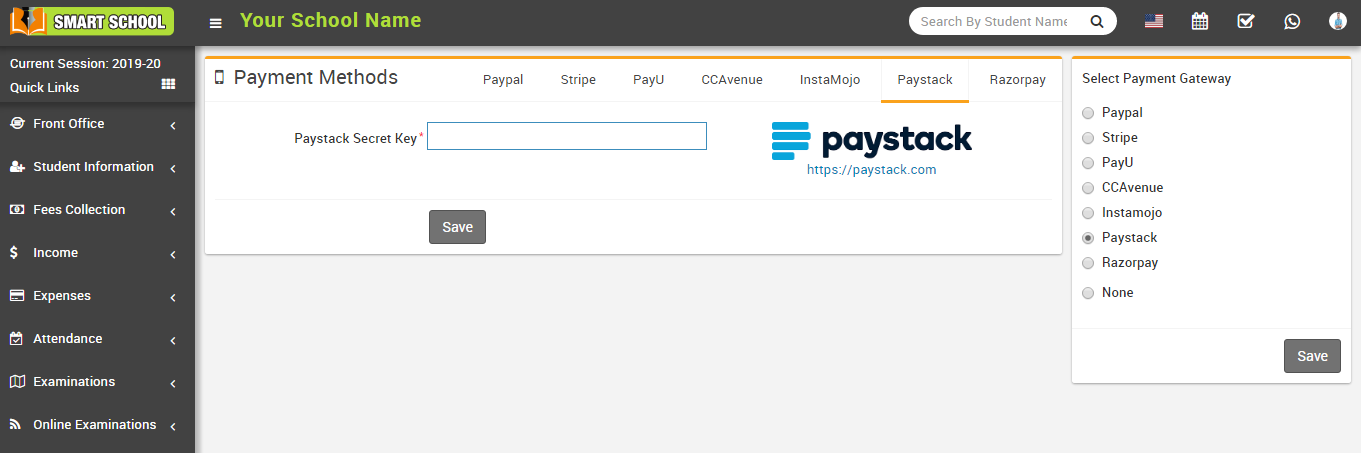 SMART SCHOOL
Your School Name
Search By Student Name
Current Session: 2019-20
Quick Links
Front Office
Student Information
Fees Collection
Income
Expenses
Attendance
Examinations
Online Examinations
Payment Methods
Paypal
Stripe
PayU
CCAvenue
InstaMojo
Paystack
Razorpay
Paystack Secret Key*
paystack
https://paystack.com
Save
Select Payment Gateway
Paypal
Stripe
PayU
CCAvenue
Instamojo
Paystack
Razorpay
None
Save